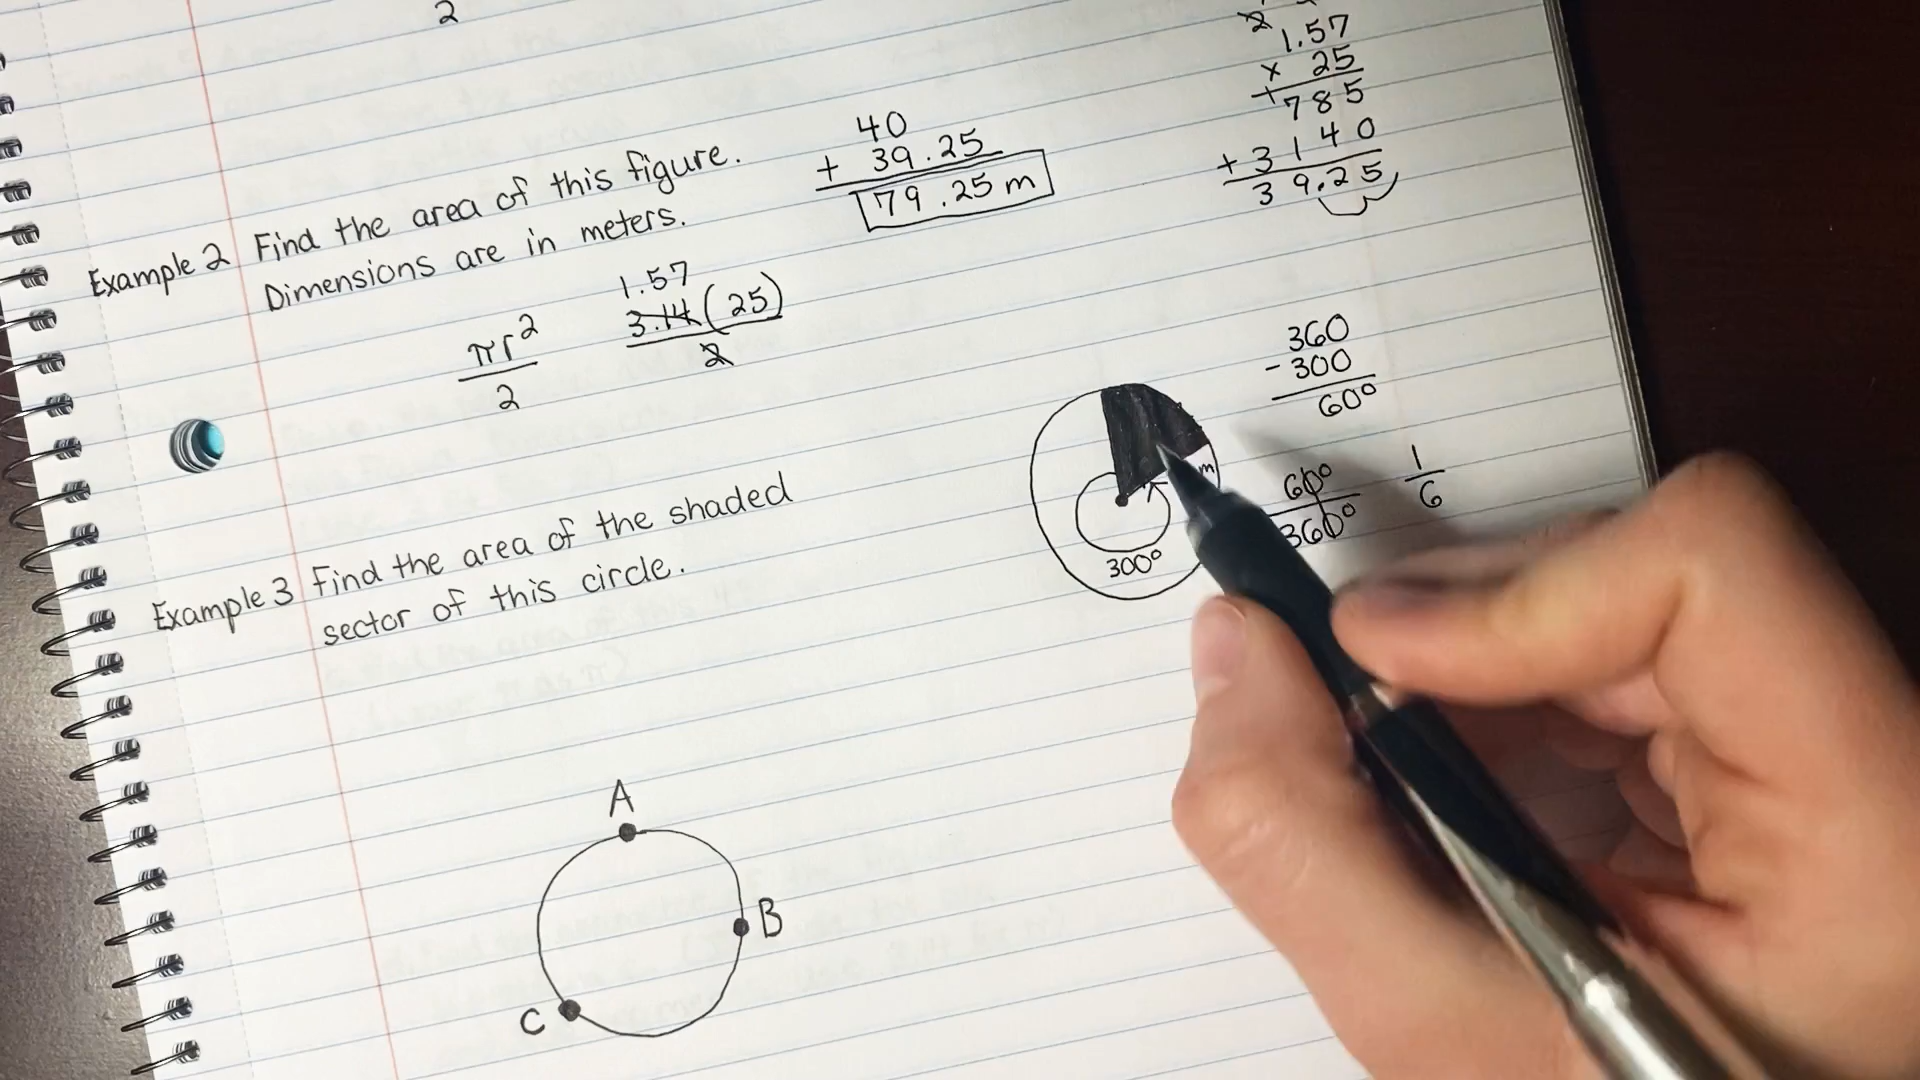 2
Example 2 Find the area of this figure.
Dimensions are in meters.
40
+ 39.25
79.25 m
2
1.57
x 25
+785
+3140
39.25
πr²
2
1.57
3.14(25)
2
Example 3 Find the area of the shaded
sector of this circle.
300°
m
360
-300
60°
60°
360°
1
6
A
B
C